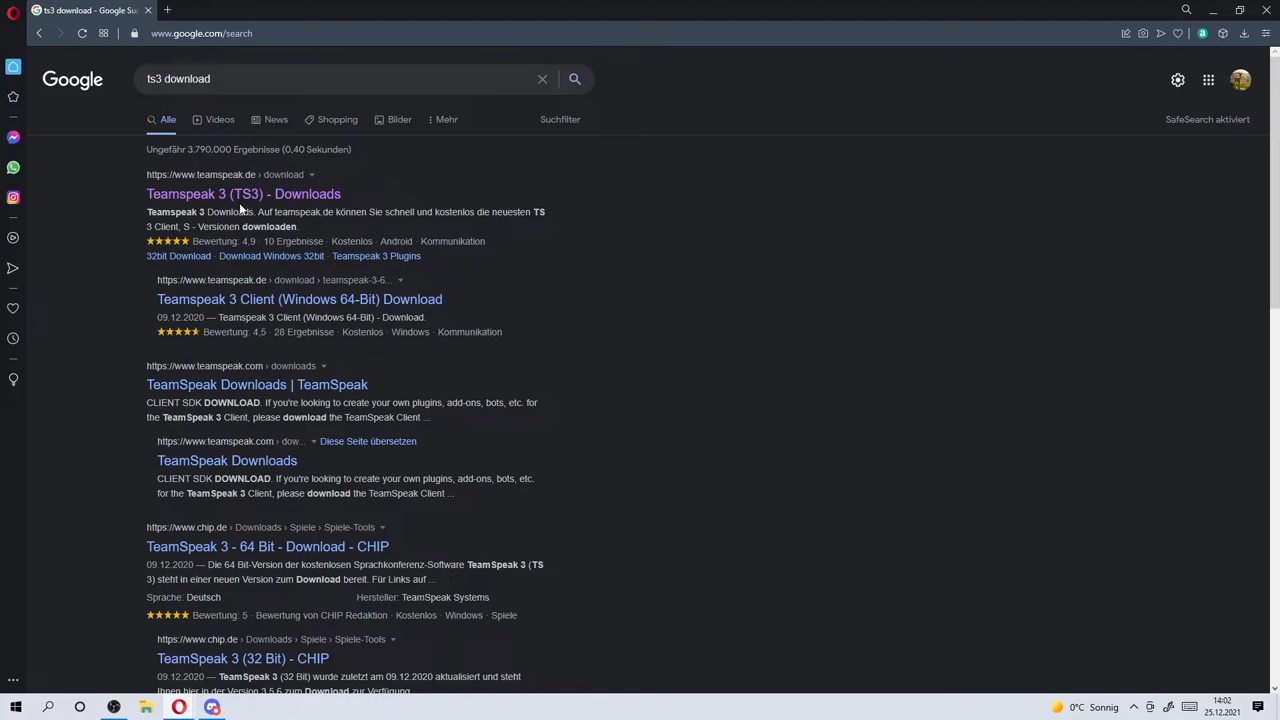 ts3 download - Google Suc
www.google.com/search
Google
ts3 download
Alle
Videos
News
Shopping
Bilder
Mehr
Suchfilter
SafeSearch aktiviert
Ungefähr 3.790.000 Ergebnisse (0,40 Sekunden)
https://www.teamspeak.de › download
Teamspeak 3 (TS3) - Downloads
Teamspeak 3 Downloads. Auf teamspeak.de können Sie schnell und kostenlos die neuesten TS
3 Client, S - Versionen downloaden.
Bewertung: 4,9 · 10 Ergebnisse · Kostenlos · Android · Kommunikation
32bit Download · Download Windows 32bit · Teamspeak 3 Plugins
https://www.teamspeak.de › download › teamspeak-3-6...
Teamspeak 3 Client (Windows 64-Bit) Download
09.12.2020 — Teamspeak 3 Client (Windows 64-Bit) - Download.
Bewertung: 4,5 · 28 Ergebnisse · Kostenlos · Windows · Kommunikation
https://www.teamspeak.com › downloads
TeamSpeak Downloads | TeamSpeak
CLIENT SDK DOWNLOAD. If you're looking to create your own plugins, add-ons, bots, etc. for
the TeamSpeak 3 Client, please download the TeamSpeak Client ...
https://www.teamspeak.com › dow... Diese Seite übersetzen
TeamSpeak Downloads
CLIENT SDK DOWNLOAD. If you're looking to create your own plugins, add-ons, bots, etc.
for the TeamSpeak 3 Client, please download the TeamSpeak Client ...
https://www.chip.de › Downloads › Spiele › Spiele-Tools
TeamSpeak 3 - 64 Bit - Download - CHIP
09.12.2020 — Die 64 Bit-Version der kostenlosen Sprachkonferenz-Software TeamSpeak 3 (TS
3) steht in einer neuen Version zum Download bereit. Für Links auf ...
Sprache: Deutsch
Hersteller: TeamSpeak Systems
Bewertung: 5 · Bewertung von CHIP Redaktion · Kostenlos · Windows · Spiele
https://www.chip.de › Downloads › Spiele › Spiele-Tools
TeamSpeak 3 (32 Bit) - CHIP
09.12.2020 — TeamSpeak 3 (32 Bit) wurde zuletzt am 09.12.2020 aktualisiert und steht
Ihnen hier in der Version 3.5.6 zum Download zur Verfügung.
0°C Sonnig
14:02
25.12.2021